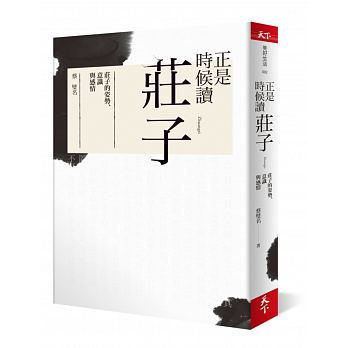 正是
時候讀
莊子
Zhuangzi
莊子的姿勢、
意識
與感情
蔡璧名
天下
正是
時候讀
莊子
莊子的姿勢、
意識
與感情
蔡璧名
著
天下